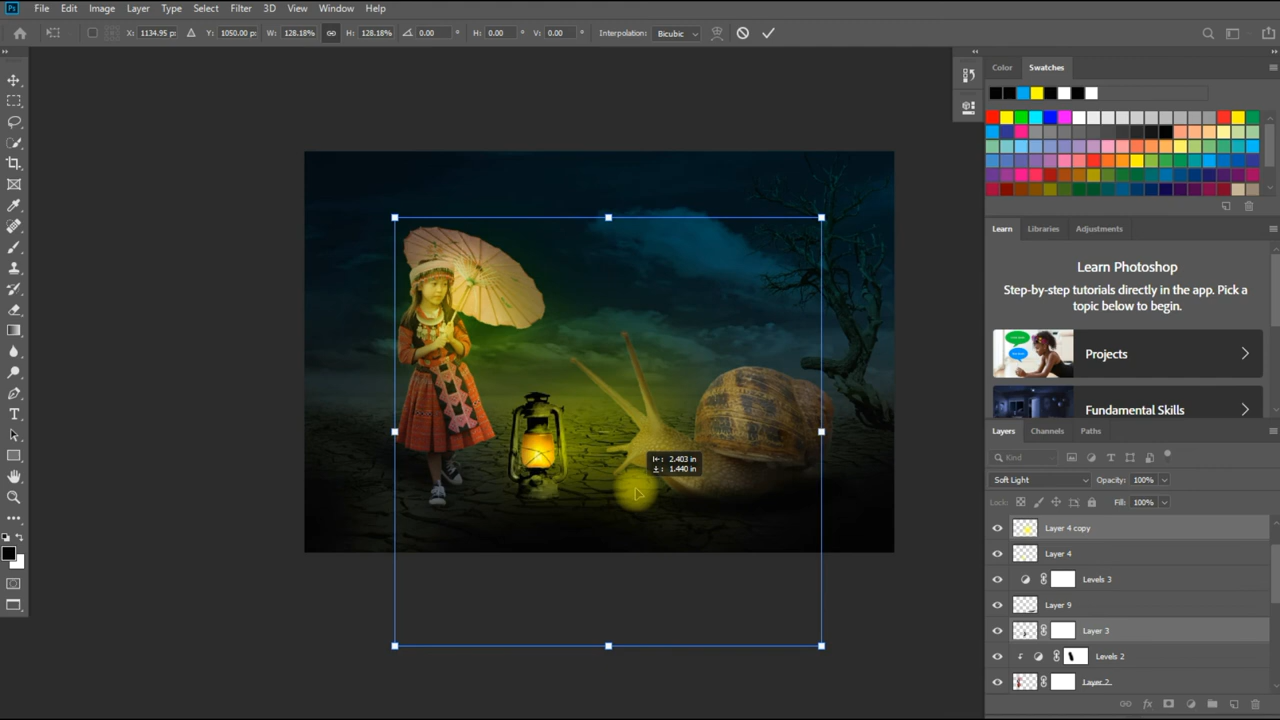 Ps File Edit Image Layer Type Select Filter 3D View Window Help
X: 1134.95 px Y: 1050.00 px W: 128.18% H: 128.18% 0.00 ° H: 0.00 ° V: 0.00 ° Interpolation: Bicubic
Color Swatches
Learn Libraries Adjustments
Learn Photoshop
Step-by-step tutorials directly in the app. Pick a
topic below to begin.
Projects
Fundamental Skills
Layers Channels Paths
Kind
Soft Light Opacity: 100%
Lock: Fill: 100%
Layer 4 copy
Layer 4
Levels 3
Layer 9
Layer 3
Levels 2
Layer 2
2.403 in
1.440 in